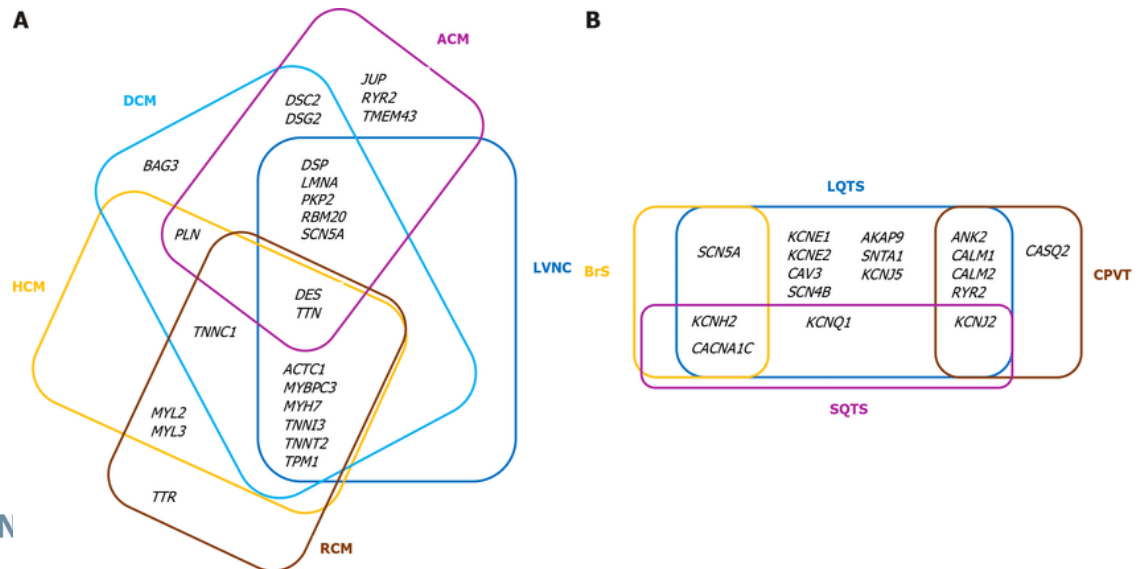 A
ACM
JUP
RYR2
TMEM43
DCM
DSC2
DSG2
BAG3
DSP
LMNA
PKP2
RBM20
SCN5A
PLN
LVNC
HCM
DES
TTN
TNNC1
ACTC1
MYBPC3
MYH7
TNNI3
TNNT2
TPM1
MYL2
MYL3
TTR
N
RCM
B
LQTS
BrS
SCN5A
KCNE1
KCNE2
CAV3
SCN4B
AKAP9
SNTA1
KCNJ5
ANK2
CALM1
CALM2
RYR2
CASQ2
CPVT
KCNH2
CACNA1C
KCNQ1
KCNJ2
SQTS